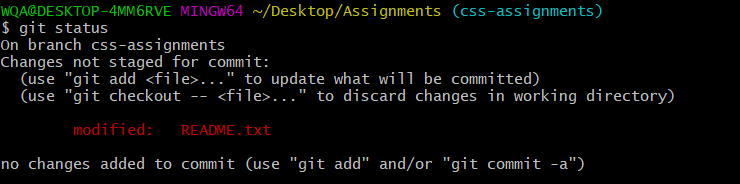 WQA@DESKTOP-4MM6RVE MINGW64 ~/Desktop/Assignments (css-assignments)
$ git status
On branch css-assignments
Changes not staged for commit:
  (use "git add <file>..." to update what will be committed)
  (use "git checkout -- <file>..." to discard changes in working directory)
        modified:   README.txt
no changes added to commit (use "git add" and/or "git commit -a")